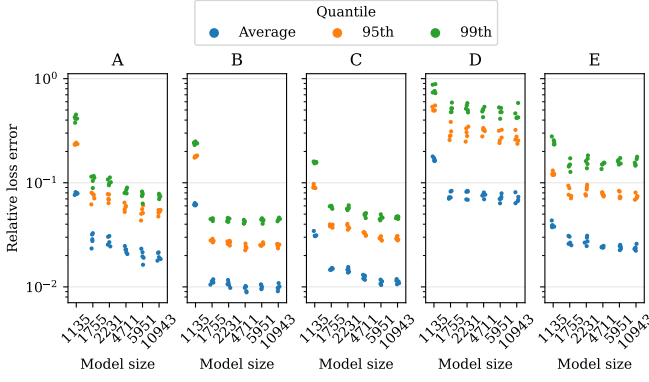 Quantile
Average 95th 99th
A B C D E
Relative loss error
10⁰
10⁻¹
10⁻²
1135 1755 2231 4711 5951 10943
1135 1755 2231 4711 5951 10943
1135 1755 2231 4711 5951 10943
1135 1755 2231 4711 5951 10943
1135 1755 2231 4711 5951 10943
Model size Model size Model size Model size Model size